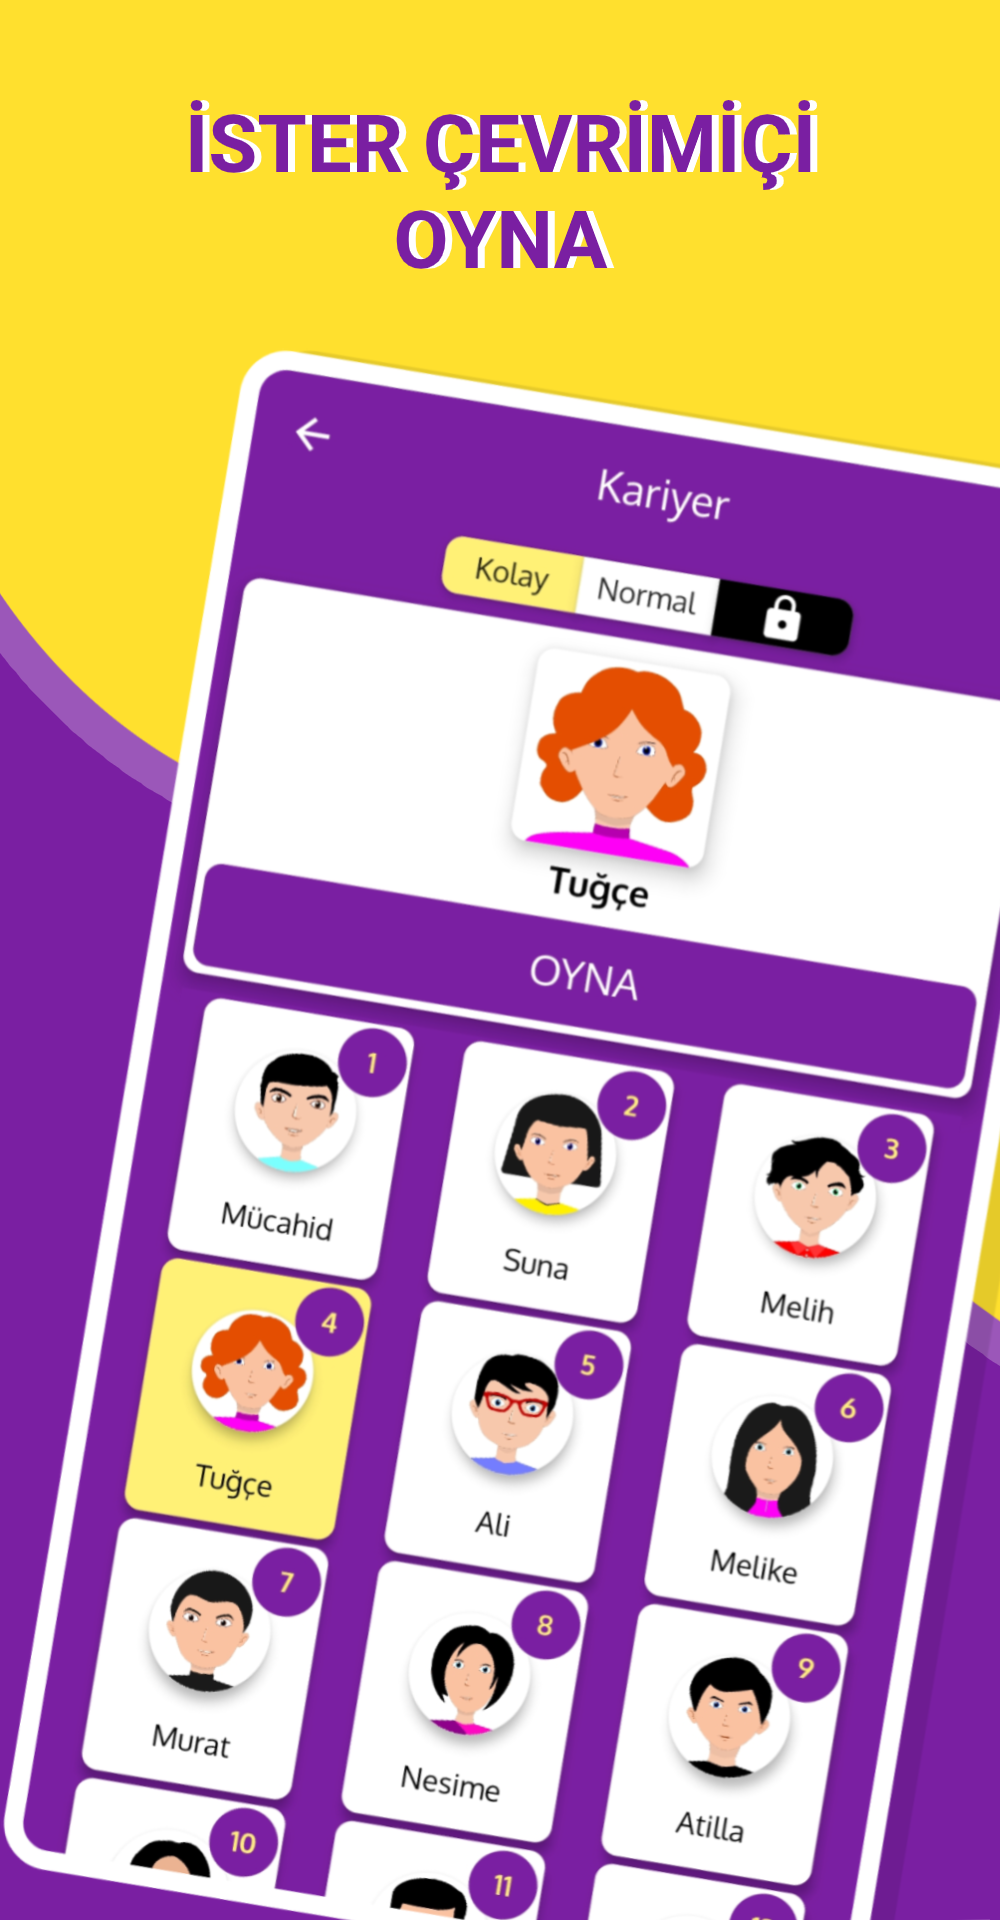 İSTER ÇEVRİMİÇİ
OYNA
Kariyer
Kolay
Normal
Tuğçe
OYNA
1
Mücahid
2
Suna
3
Melih
4
Tuğçe
5
Ali
6
Melike
7
Murat
8
Nesime
9
Atilla
10
11